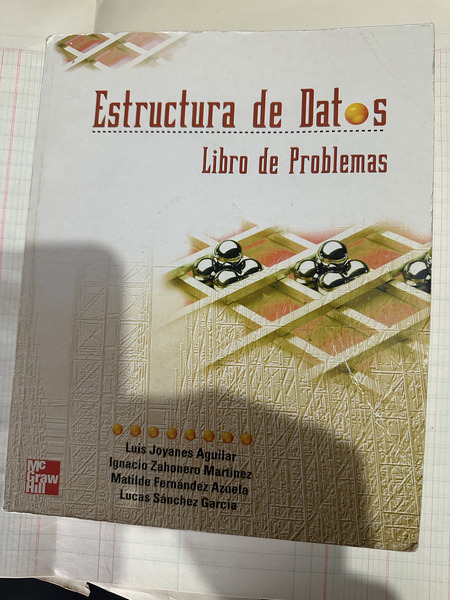 Estructura de Datos
Libro de Problemas
Luis Joyanes Aguilar
Ignacio Zahonero Martínez
Matilde Fernández Azuela
Lucas Sánchez García
Mc
Graw
Hill